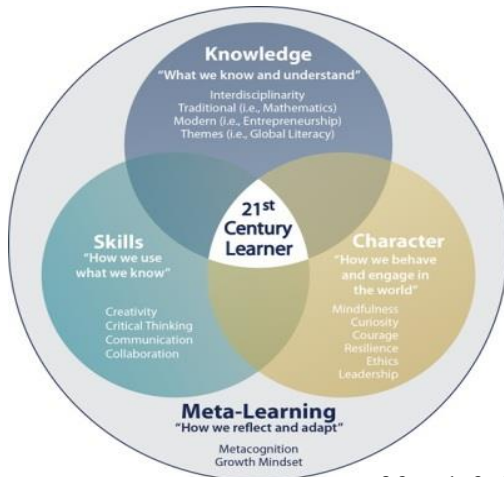 Knowledge
"What we know and understand"
Interdisciplinarity
Traditional (i.e., Mathematics)
Modern (i.e., Entrepreneurship)
Themes (i.e., Global Literacy)
21st
Century
Learner
Skills
"How we use
what we know"
Creativity
Critical Thinking
Communication
Collaboration
Character
"How we behave
and engage in
the world"
Mindfulness
Curiosity
Courage
Resilience
Ethics
Leadership
Meta-Learning
"How we reflect and adapt"
Metacognition
Growth Mindset